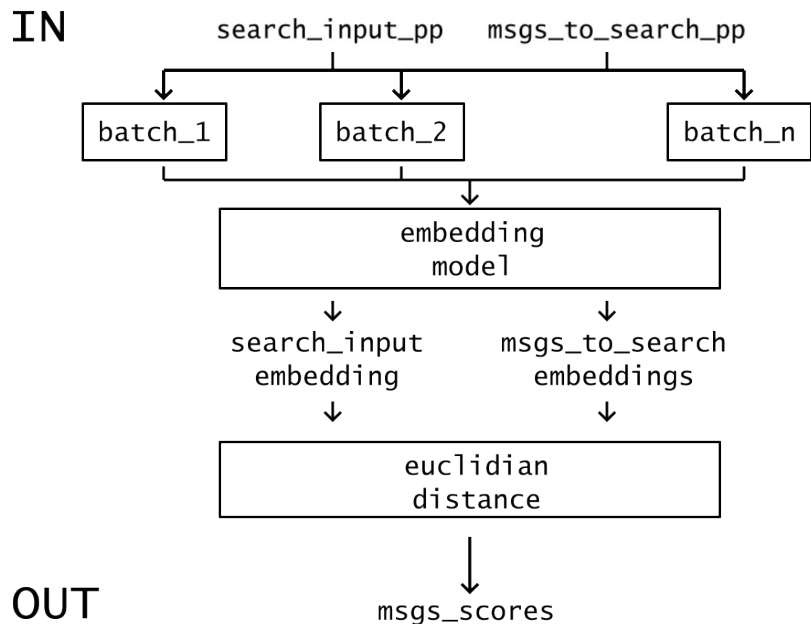 IN
search_input_pp msgs_to_search_pp
batch_1 batch_2 batch_n
embedding
model
search_input msgs_to_search
embedding embeddings
euclidian
distance
OUT
msgs_scores